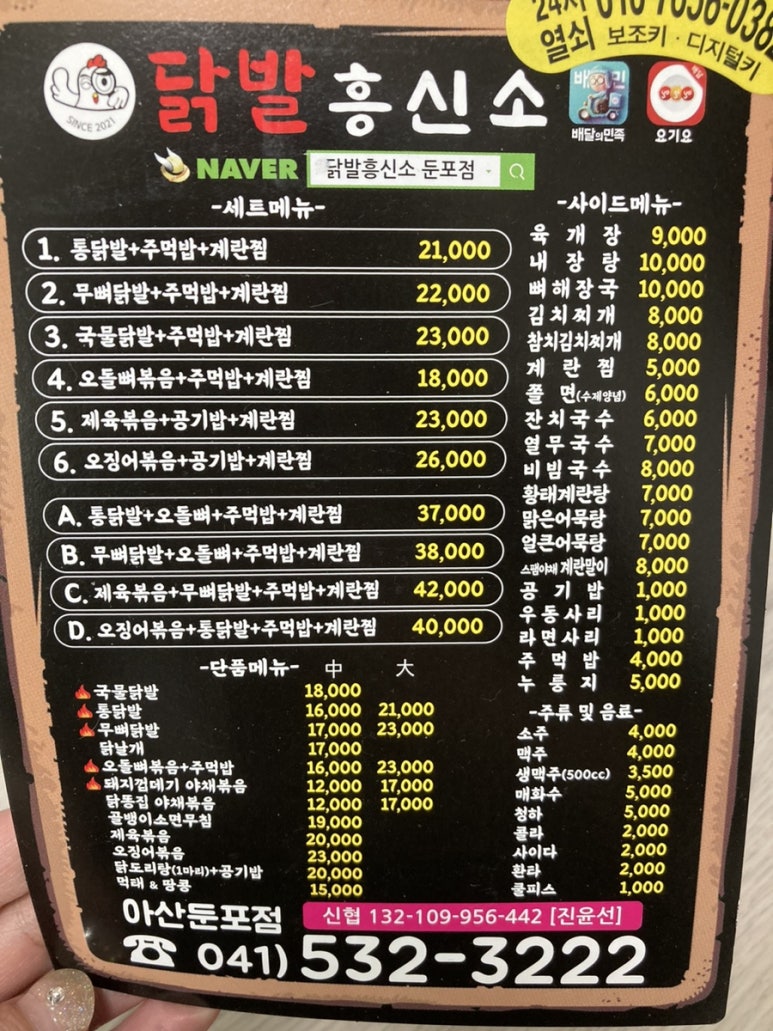 24시 010-7658-038
열쇠 보조키 · 디지털키
SINCE 2021
닭발흥신소
배달의민족
요기요
NAVER 닭발흥신소 둔포점
-세트메뉴-
1. 통닭발+주먹밥+계란찜 21,000
2. 무뼈닭발+주먹밥+계란찜 22,000
3. 국물닭발+주먹밥+계란찜 23,000
4. 오돌뼈볶음+주먹밥+계란찜 18,000
5. 제육볶음+공기밥+계란찜 23,000
6. 오징어볶음+공기밥+계란찜 26,000
A. 통닭발+오돌뼈+주먹밥+계란찜 37,000
B. 무뼈닭발+오돌뼈+주먹밥+계란찜 38,000
C. 제육볶음+무뼈닭발+주먹밥+계란찜 42,000
D. 오징어볶음+통닭발+주먹밥+계란찜 40,000
-단품메뉴- 中 大
국물닭발 18,000
통닭발 16,000 21,000
무뼈닭발 17,000 23,000
닭날개 17,000
오돌뼈볶음+주먹밥 16,000 23,000
돼지껍데기 야채볶음 12,000 17,000
닭똥집 야채볶음 12,000 17,000
골뱅이소면무침 19,000
제육볶음 20,000
오징어볶음 23,000
닭도리탕(1마리)+공기밥 20,000
먹태 & 땅콩 15,000
-사이드메뉴-
육개장 9,000
내장탕 10,000
뼈해장국 10,000
김치찌개 8,000
참치김치찌개 8,000
계란찜 5,000
쫄면(수제양념) 6,000
잔치국수 6,000
열무국수 7,000
비빔국수 8,000
황태계란탕 7,000
맑은어묵탕 7,000
얼큰어묵탕 7,000
스팸야채 계란말이 8,000
공기밥 1,000
우동사리 1,000
라면사리 1,000
주먹밥 4,000
누룽지 5,000
-주류 및 음료-
소주 4,000
맥주 4,000
생맥주(500cc) 3,500
매화수 5,000
청하 5,000
콜라 2,000
사이다 2,000
환타 2,000
쿨피스 1,000
아산둔포점 신협 132-109-956-442 [진윤선]
☎ 041) 532-3222